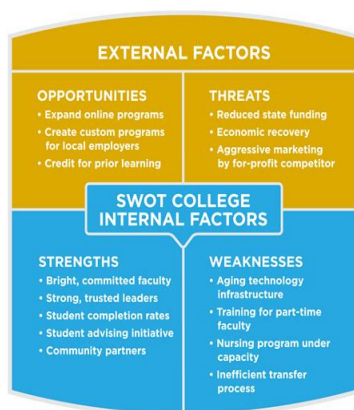 EXTERNAL FACTORS
OPPORTUNITIES
• Expand online programs
• Create custom programs
for local employers
• Credit for prior learning
THREATS
• Reduced state funding
• Economic recovery
• Aggressive marketing
by for-profit competitor
SWOT COLLEGE
INTERNAL FACTORS
STRENGTHS
• Bright, committed faculty
• Strong, trusted leaders
• Student completion rates
• Student advising initiative
• Community partners
WEAKNESSES
• Aging technology
infrastructure
• Training for part-time
faculty
• Nursing program under
capacity
• Inefficient transfer
process